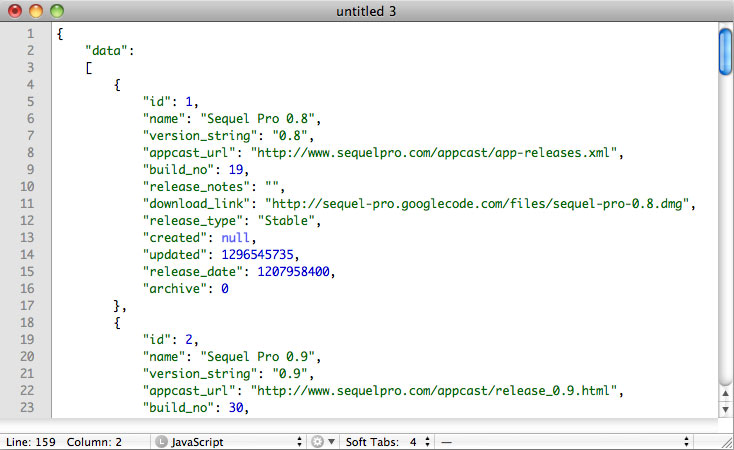 untitled 3
1 {
2     "data":
3     [
4         {
5             "id": 1,
6             "name": "Sequel Pro 0.8",
7             "version_string": "0.8",
8             "appcast_url": "http://www.sequelpro.com/appcast/app-releases.xml",
9             "build_no": 19,
10             "release_notes": "",
11             "download_link": "http://sequel-pro.googlecode.com/files/sequel-pro-0.8.dmg",
12             "release_type": "Stable",
13             "created": null,
14             "updated": 1296545735,
15             "release_date": 1207958400,
16             "archive": 0
17         },
18         {
19             "id": 2,
20             "name": "Sequel Pro 0.9",
21             "version_string": "0.9",
22             "appcast_url": "http://www.sequelpro.com/appcast/release_0.9.html",
23             "build_no": 30,
Line: 159 Column: 2 L JavaScript Soft Tabs: 4 —